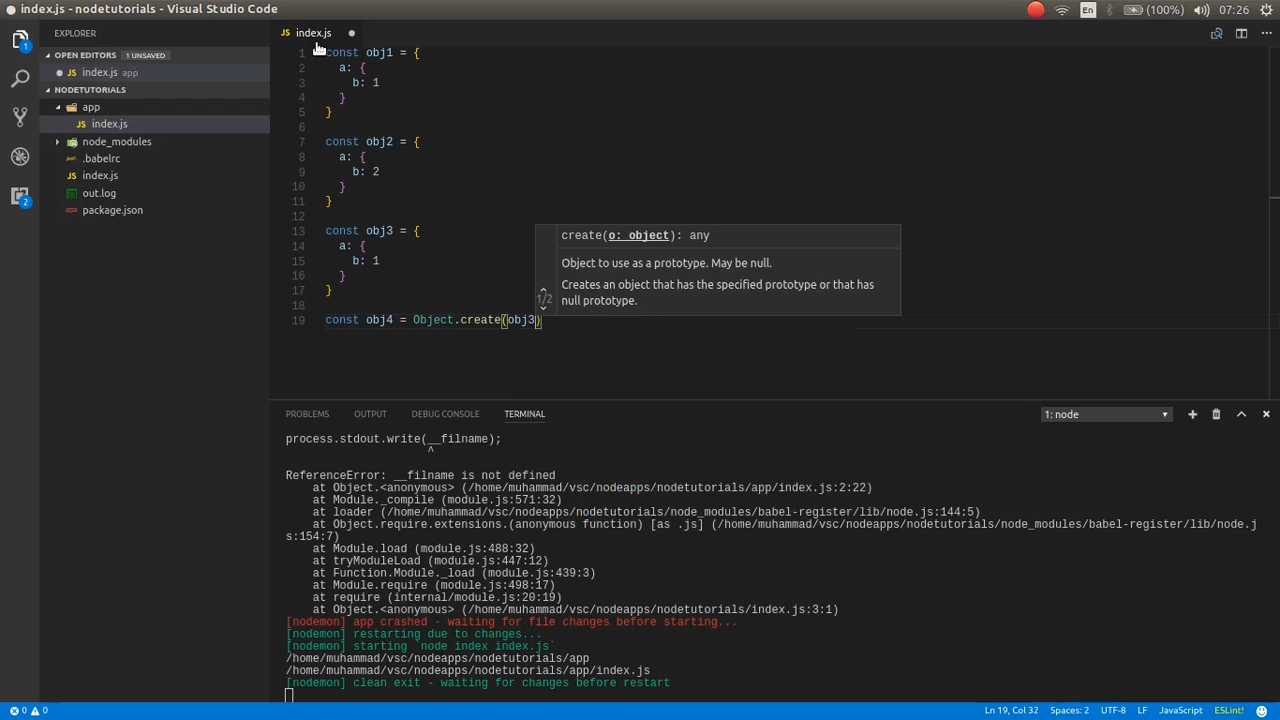 index.js - nodetutorials - Visual Studio Code
En
(100%)
07:26
EXPLORER
OPEN EDITORS 1 UNSAVED
JS index.js app
NODETUTORIALS
app
JS index.js
node_modules
.babelrc
JS index.js
out.log
package.json
1
2
JS index.js
1 const obj1 = {
2 a: {
3 b: 1
4 }
5 }
6
7 const obj2 = {
8 a: {
9 b: 2
10 }
11 }
12
13 const obj3 = {
14 a: {
15 b: 1
16 }
17 }
18
19 const obj4 = Object.create(obj3)
create(o: object): any
Object to use as a prototype. May be null.
Creates an object that has the specified prototype or that has
null prototype.
1/2
PROBLEMS OUTPUT DEBUG CONSOLE TERMINAL 1: node
process.stdout.write(__filname);
^
ReferenceError: __filname is not defined
at Object.<anonymous> (/home/muhammad/vsc/nodeapps/nodetutorials/app/index.js:2:22)
at Module._compile (module.js:571:32)
at loader (/home/muhammad/vsc/nodeapps/nodetutorials/node_modules/babel-register/lib/node.js:144:5)
at Object.require.extensions.(anonymous function) [as .js] (/home/muhammad/vsc/nodeapps/nodetutorials/node_modules/babel-register/lib/node.j
s:154:7)
at Module.load (module.js:488:32)
at tryModuleLoad (module.js:447:12)
at Function.Module._load (module.js:439:3)
at Module.require (module.js:498:17)
at require (internal/module.js:20:19)
at Object.<anonymous> (/home/muhammad/vsc/nodeapps/nodetutorials/index.js:3:1)
[nodemon] app crashed - waiting for file changes before starting...
[nodemon] restarting due to changes...
[nodemon] starting `node index index.js`
/home/muhammad/vsc/nodeapps/nodetutorials/app
/home/muhammad/vsc/nodeapps/nodetutorials/app/index.js
[nodemon] clean exit - waiting for changes before restart
0 0 Ln 19, Col 32 Spaces: 2 UTF-8 LF JavaScript ESLint!